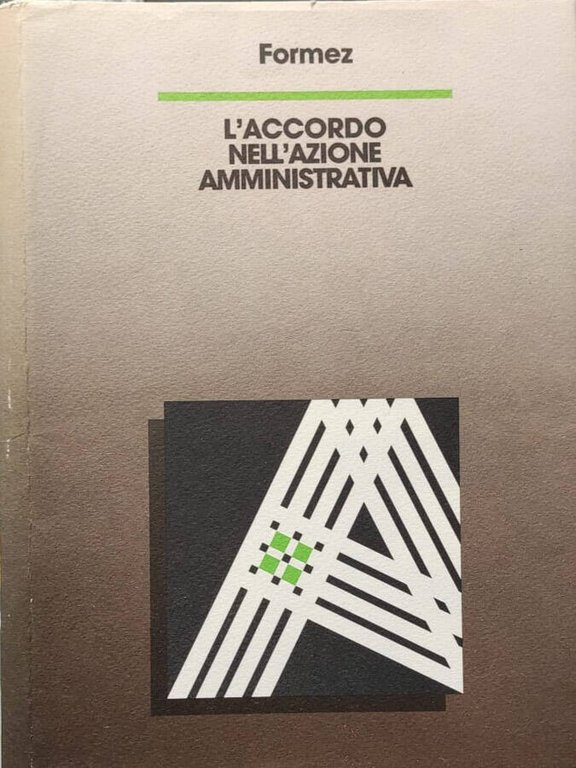 Formez
L'ACCORDO
NELL'AZIONE
AMMINISTRATIVA